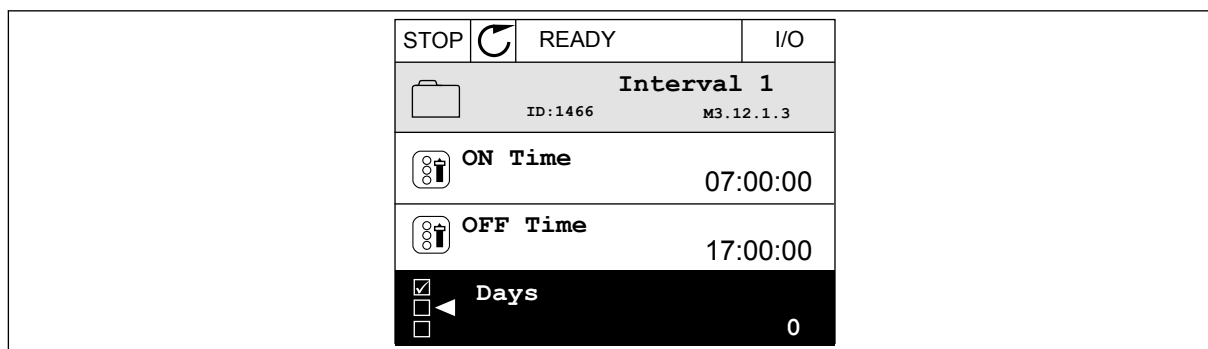 STOP READY I/O
Interval 1
ID:1466 M3.12.1.3
ON Time
07:00:00
OFF Time
17:00:00
Days
0